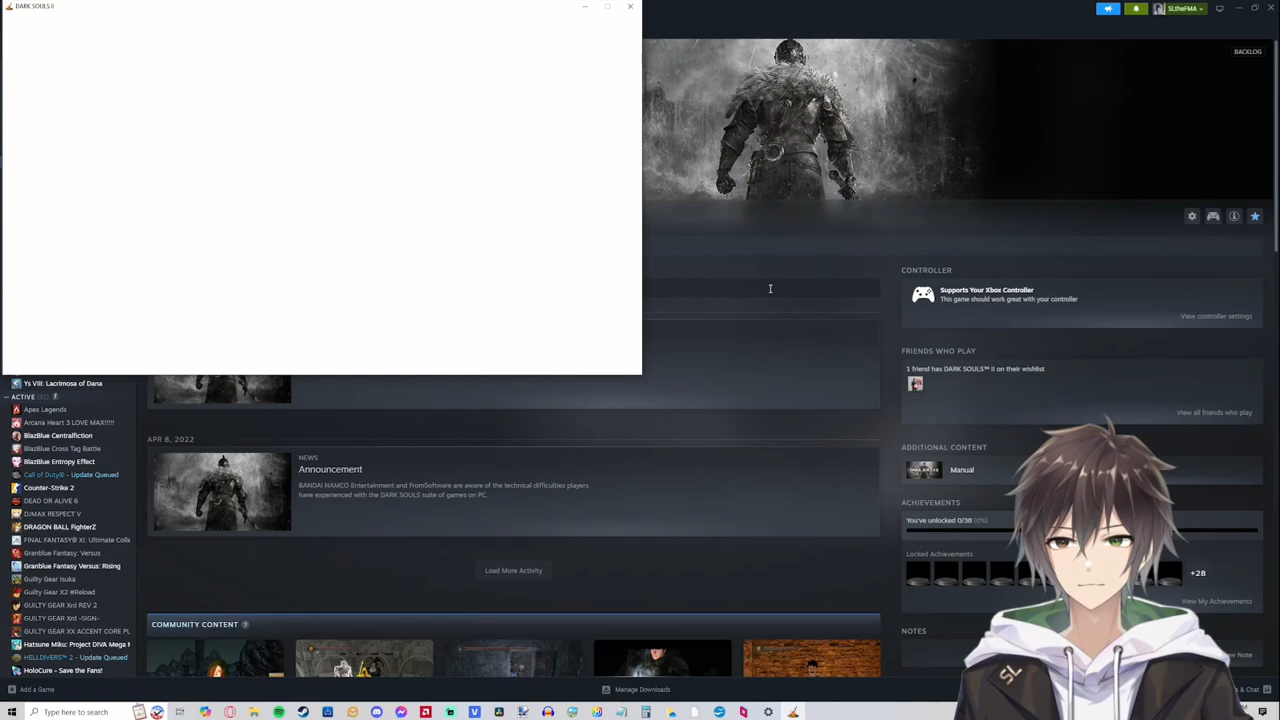 DARK SOULS II
SLtheFMA
BACKLOG
CONTROLLER
Supports Your Xbox Controller
This game should work great with your controller
View controller settings
FRIENDS WHO PLAY
1 friend has DARK SOULS™ II on their wishlist
View all friends who play
Ys VIII: Lacrimosa of Dana
ACTIVE
Apex Legends
Arcana Heart 3 LOVE MAX!!!!!
BlazBlue Centralfiction
BlazBlue Cross Tag Battle
BlazBlue Entropy Effect
Call of Duty® - Update Queued
Counter-Strike 2
DEAD OR ALIVE 6
DJMAX RESPECT V
DRAGON BALL FighterZ
FINAL FANTASY® XI: Ultimate Colle
Granblue Fantasy: Versus
Granblue Fantasy Versus: Rising
Guilty Gear Isuka
Guilty Gear X2 #Reload
GUILTY GEAR Xrd REV 2
GUILTY GEAR Xrd -SIGN-
GUILTY GEAR XX ACCENT CORE PL
Hatsune Miku: Project DIVA Mega
HELLDIVERS™ 2 - Update Queued
HoloCure - Save the Fans!
APR 8, 2022
NEWS
Announcement
BANDAI NAMCO Entertainment and FromSoftware are aware of the technical difficulties players
have experienced with the DARK SOULS suite of games on PC.
Load More Activity
COMMUNITY CONTENT ?
ADDITIONAL CONTENT
Manual
ACHIEVEMENTS
You've unlocked 0/38 (0%)
Locked Achievements
+28
View My Achievements
NOTES
Note
SL
Add a Game
Manage Downloads
& Chat
Type here to search